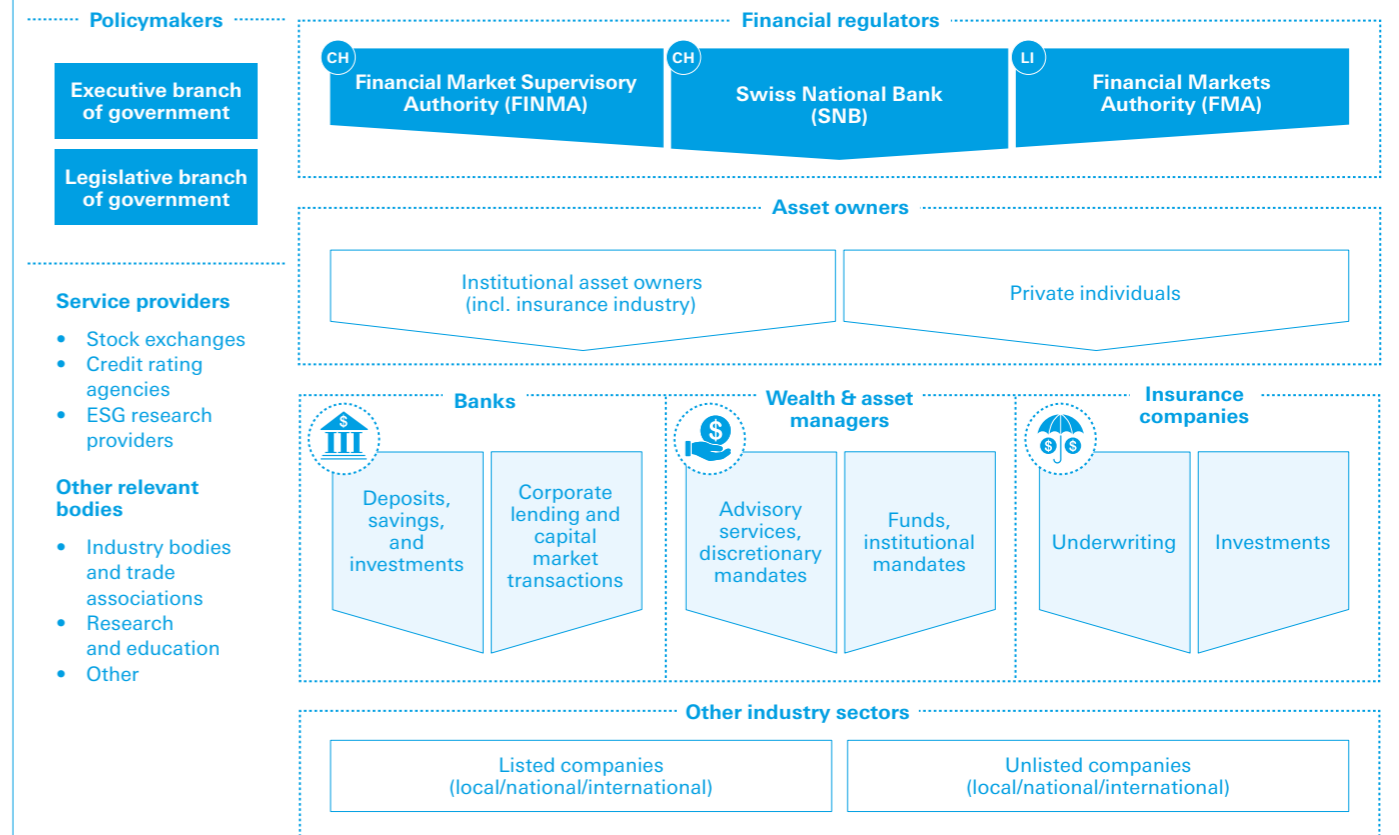 Policymakers
Executive branch
of government
Legislative branch
of government
Service providers
• Stock exchanges
• Credit rating
agencies
• ESG research
providers
Other relevant
bodies
• Industry bodies
and trade
associations
• Research
and education
• Other
Financial regulators
CH
Financial Market Supervisory
Authority (FINMA)
CH
Swiss National Bank
(SNB)
LI
Financial Markets
Authority (FMA)
Asset owners
Institutional asset owners
(incl. insurance industry)
Private individuals
Banks
$
Deposits,
savings,
and
investments
Corporate
lending and
capital
market
transactions
Wealth & asset
managers
$
Advisory
services,
discretionary
mandates
Funds,
institutional
mandates
Insurance
companies
$ $
Underwriting
Investments
Other industry sectors
Listed companies
(local/national/international)
Unlisted companies
(local/national/international)